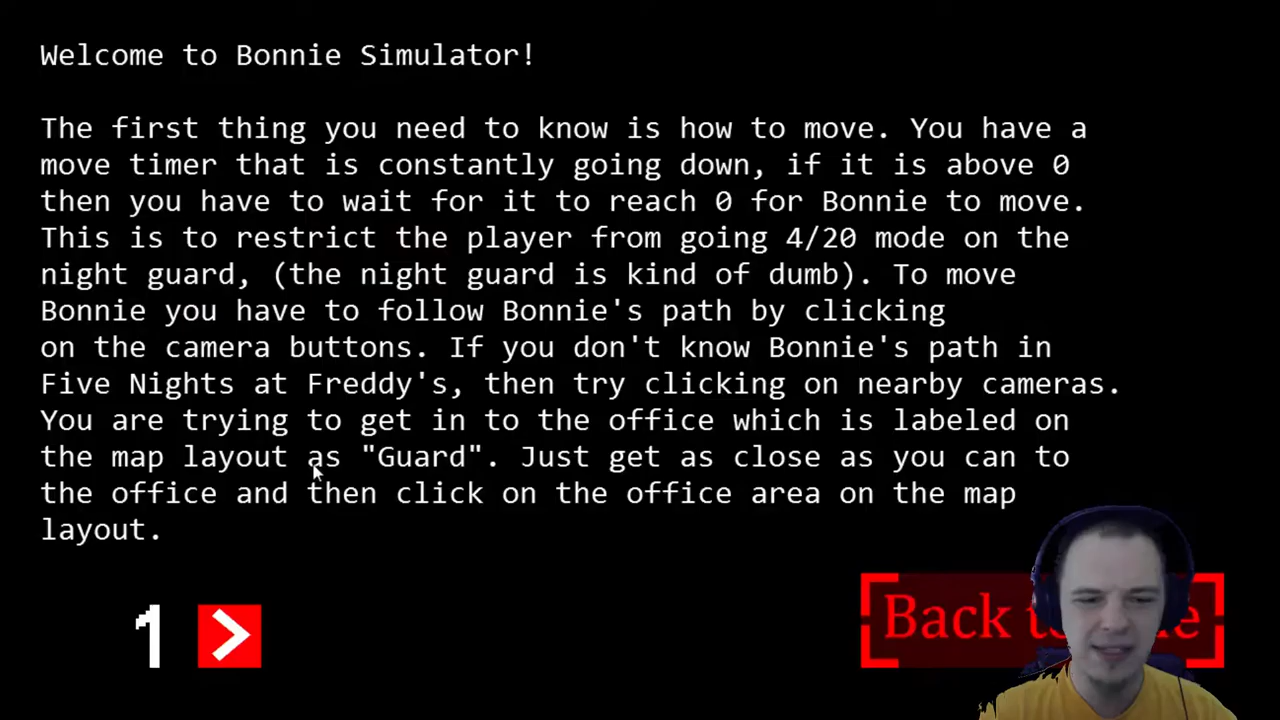 Welcome to Bonnie Simulator!
The first thing you need to know is how to move. You have a
move timer that is constantly going down, if it is above 0
then you have to wait for it to reach 0 for Bonnie to move.
This is to restrict the player from going 4/20 mode on the
night guard, (the night guard is kind of dumb). To move
Bonnie you have to follow Bonnie's path by clicking
on the camera buttons. If you don't know Bonnie's path in
Five Nights at Freddy's, then try clicking on nearby cameras.
You are trying to get in to the office which is labeled on
the map layout as "Guard". Just get as close as you can to
the office and then click on the office area on the map
layout.
1 >
Back